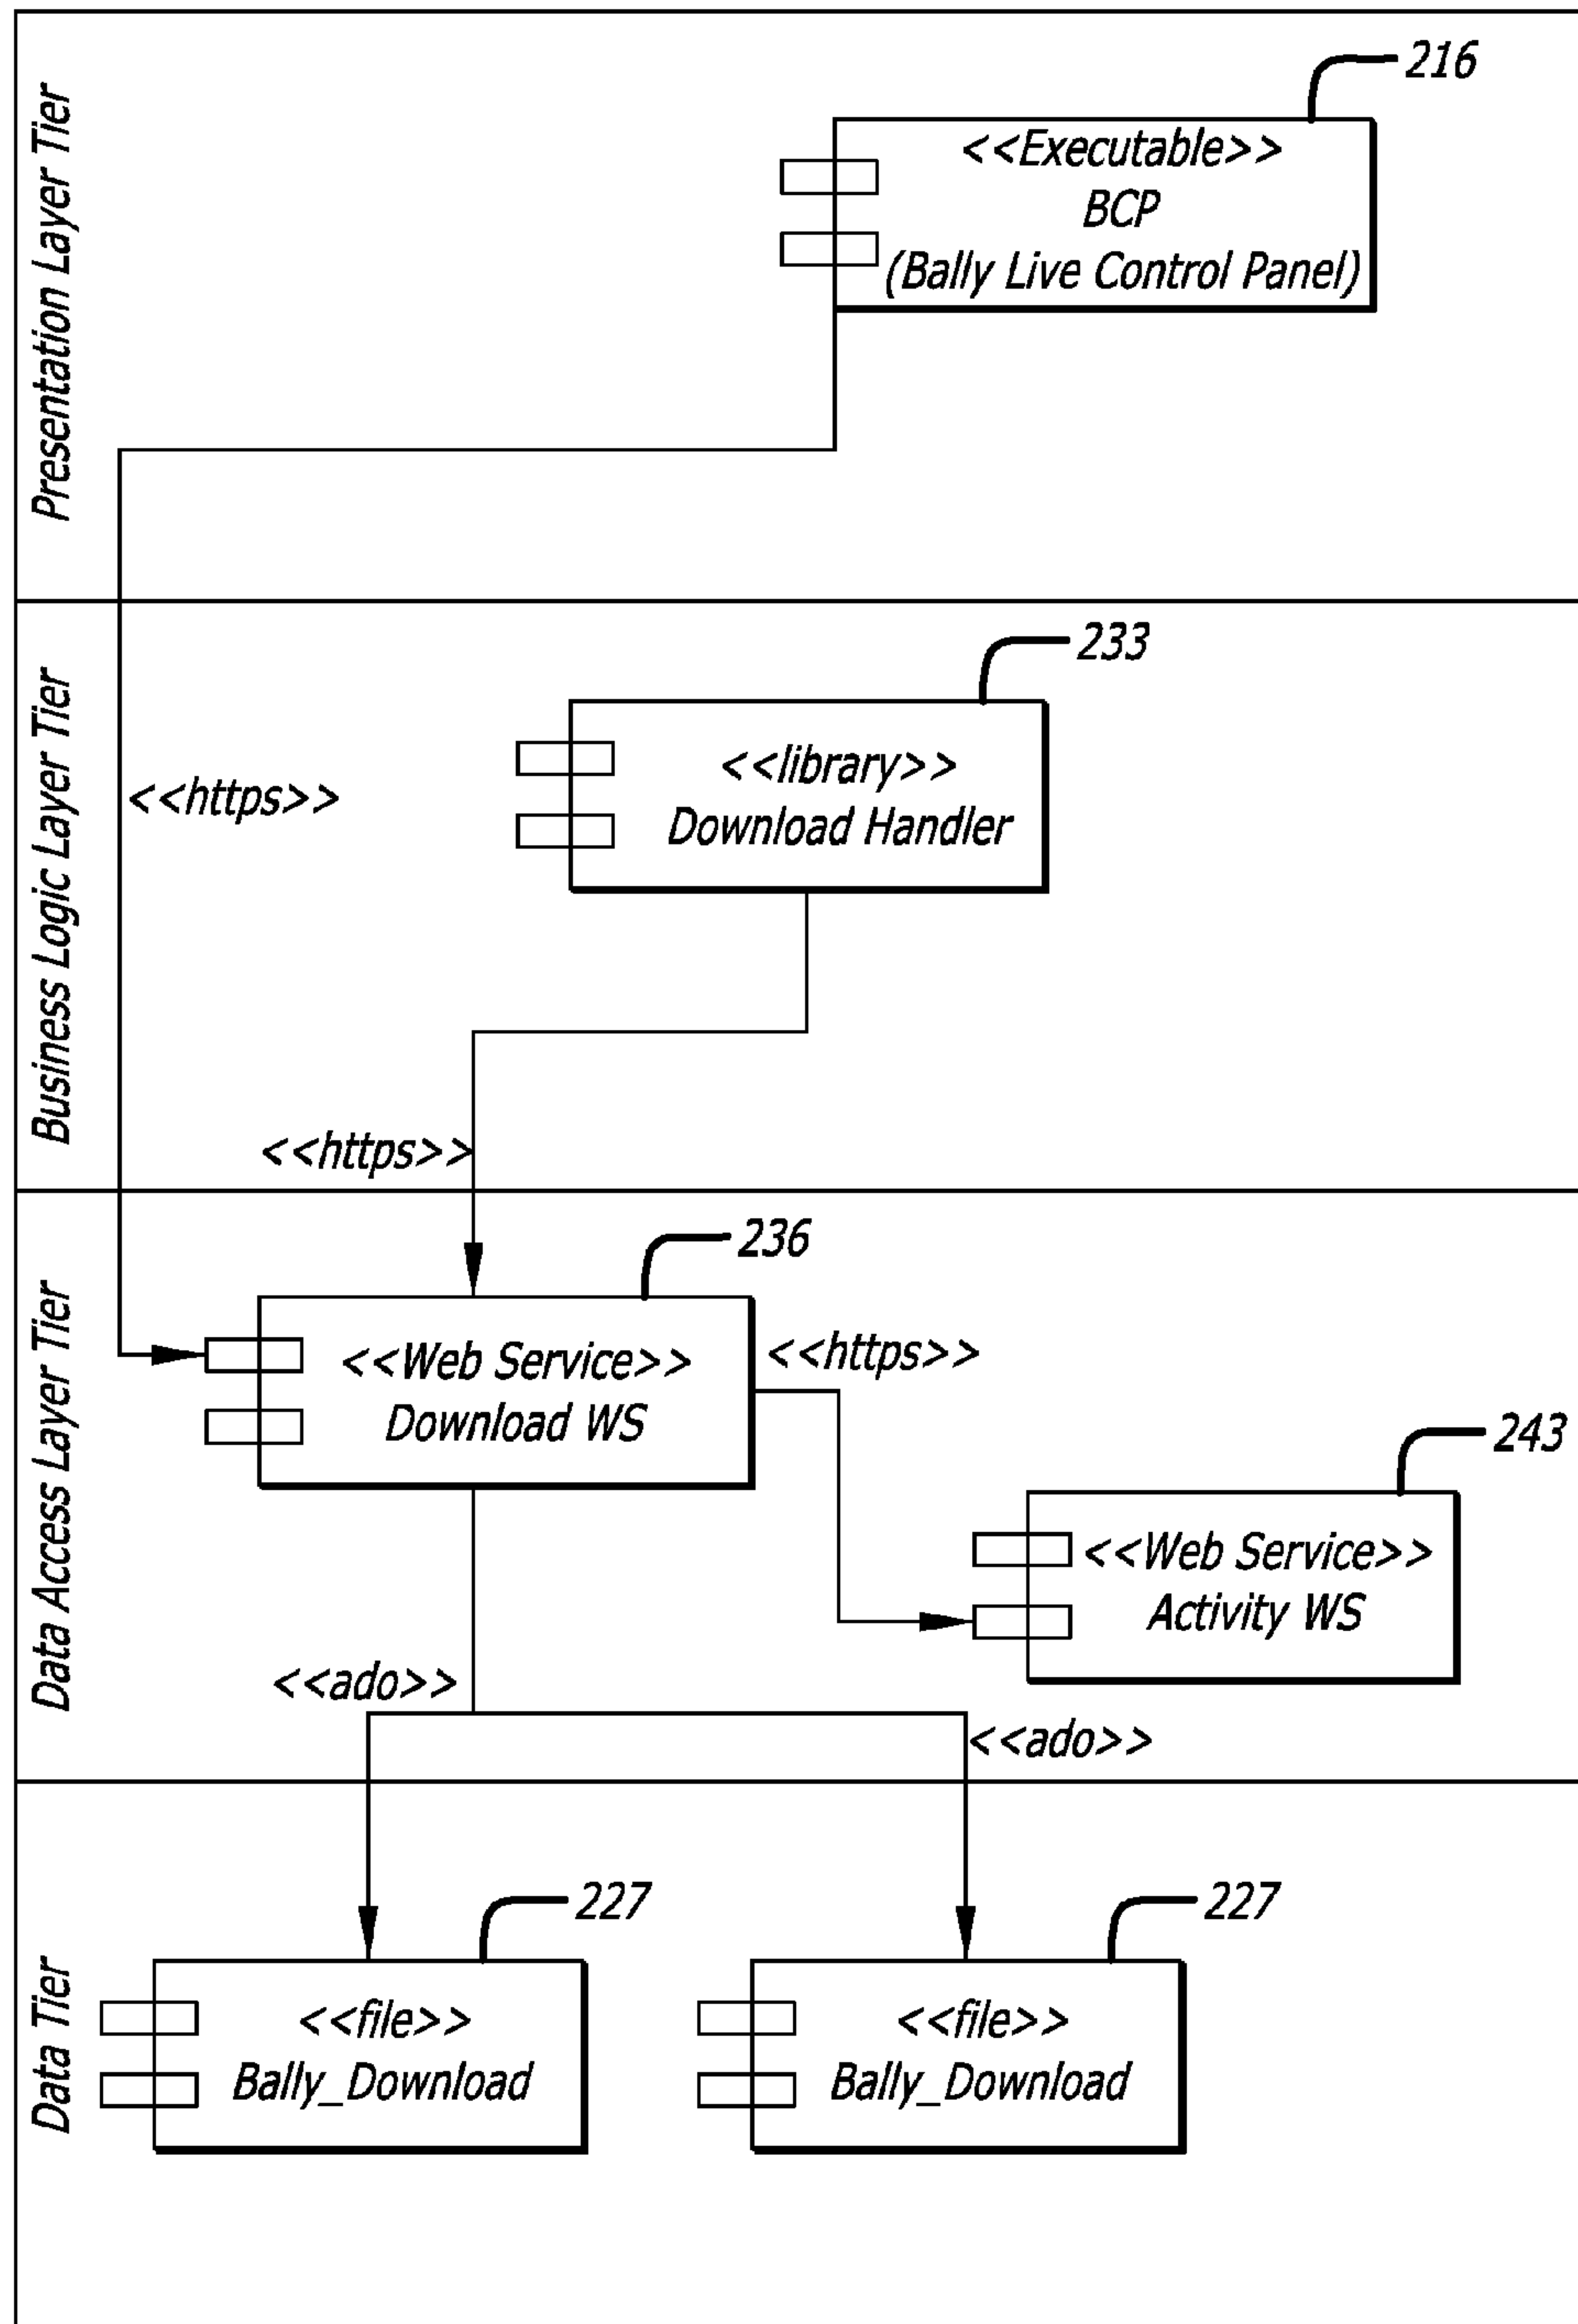 Presentation Layer Tier
216
<<Executable>>
BCP
(Bally Live Control Panel)
Business Logic Layer Tier
233
<<library>>
Download Handler
<<https>>
<<https>>
Data Access Layer Tier
236
<<Web Service>>
Download WS
<<https>>
243
<<Web Service>>
Activity WS
<<ado>>
<<ado>>
Data Tier
227
<<file>>
Bally_Download
227
<<file>>
Bally_Download